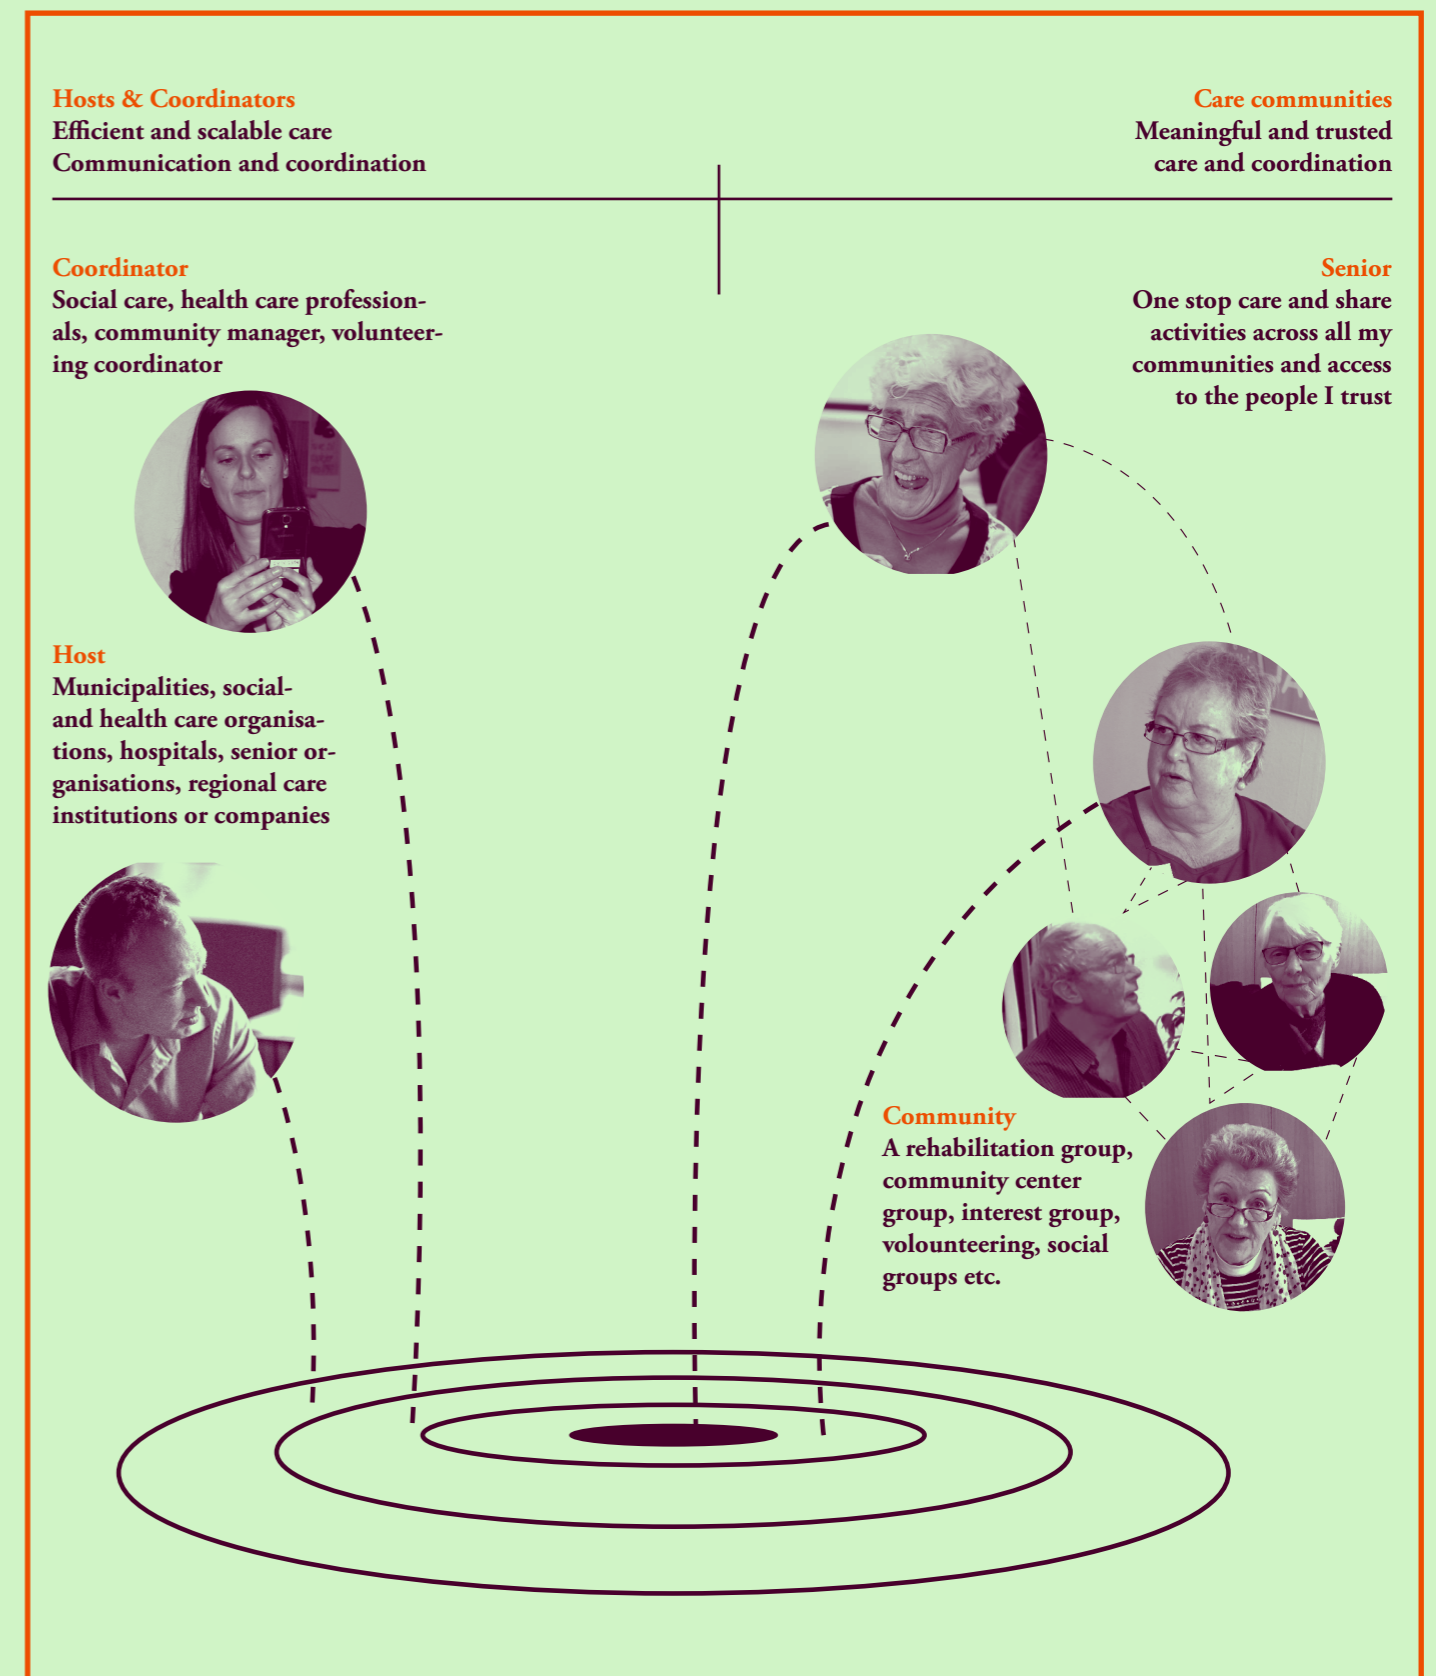 Hosts & Coordinators
Efficient and scalable care
Communication and coordination
Care communities
Meaningful and trusted
care and coordination
Coordinator
Social care, health care profession-
als, community manager, volunteer-
ing coordinator
Senior
One stop care and share
activities across all my
communities and access
to the people I trust
Host
Municipalities, social-
and health care organisa-
tions, hospitals, senior or-
ganisations, regional care
institutions or companies
Community
A rehabilitation group,
community center
group, interest group,
volounteering, social
groups etc.